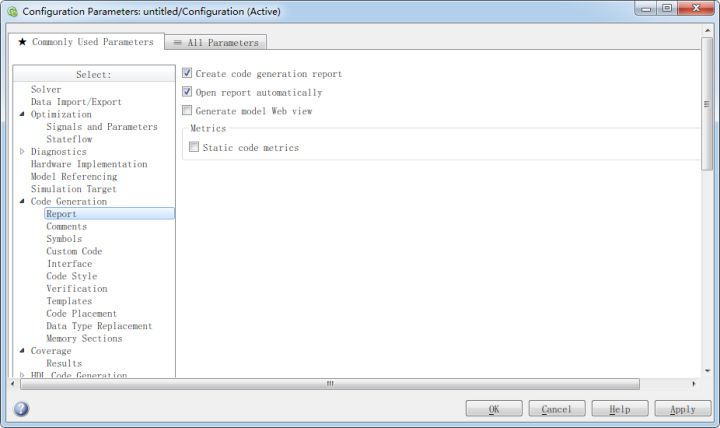 Configuration Parameters: untitled/Configuration (Active)
★ Commonly Used Parameters
≡ All Parameters
Select:
Solver
Data Import/Export
Optimization
Signals and Parameters
Stateflow
Diagnostics
Hardware Implementation
Model Referencing
Simulation Target
Code Generation
Report
Comments
Symbols
Custom Code
Interface
Code Style
Verification
Templates
Code Placement
Data Type Replacement
Memory Sections
Coverage
Results
HDL Code Generation
Create code generation report
Open report automatically
Generate model Web view
Metrics
Static code metrics
OK
Cancel
Help
Apply